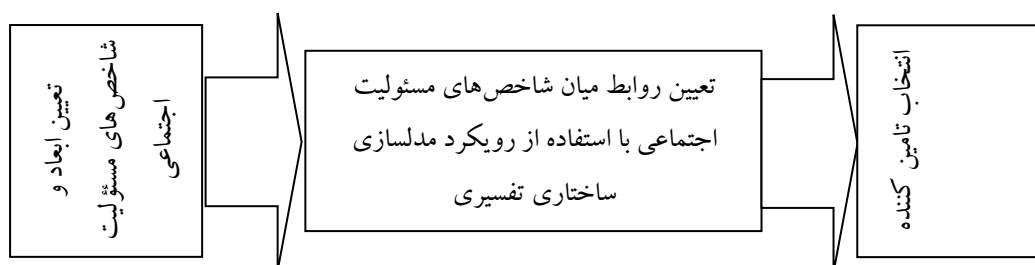 تعیین ابعاد و
شاخص‌های مسئولیت
اجتماعی
تعیین روابط میان شاخص‌های مسئولیت
اجتماعی با استفاده از رویکرد مدلسازی
ساختاری تفسیری
انتخاب تامین کننده